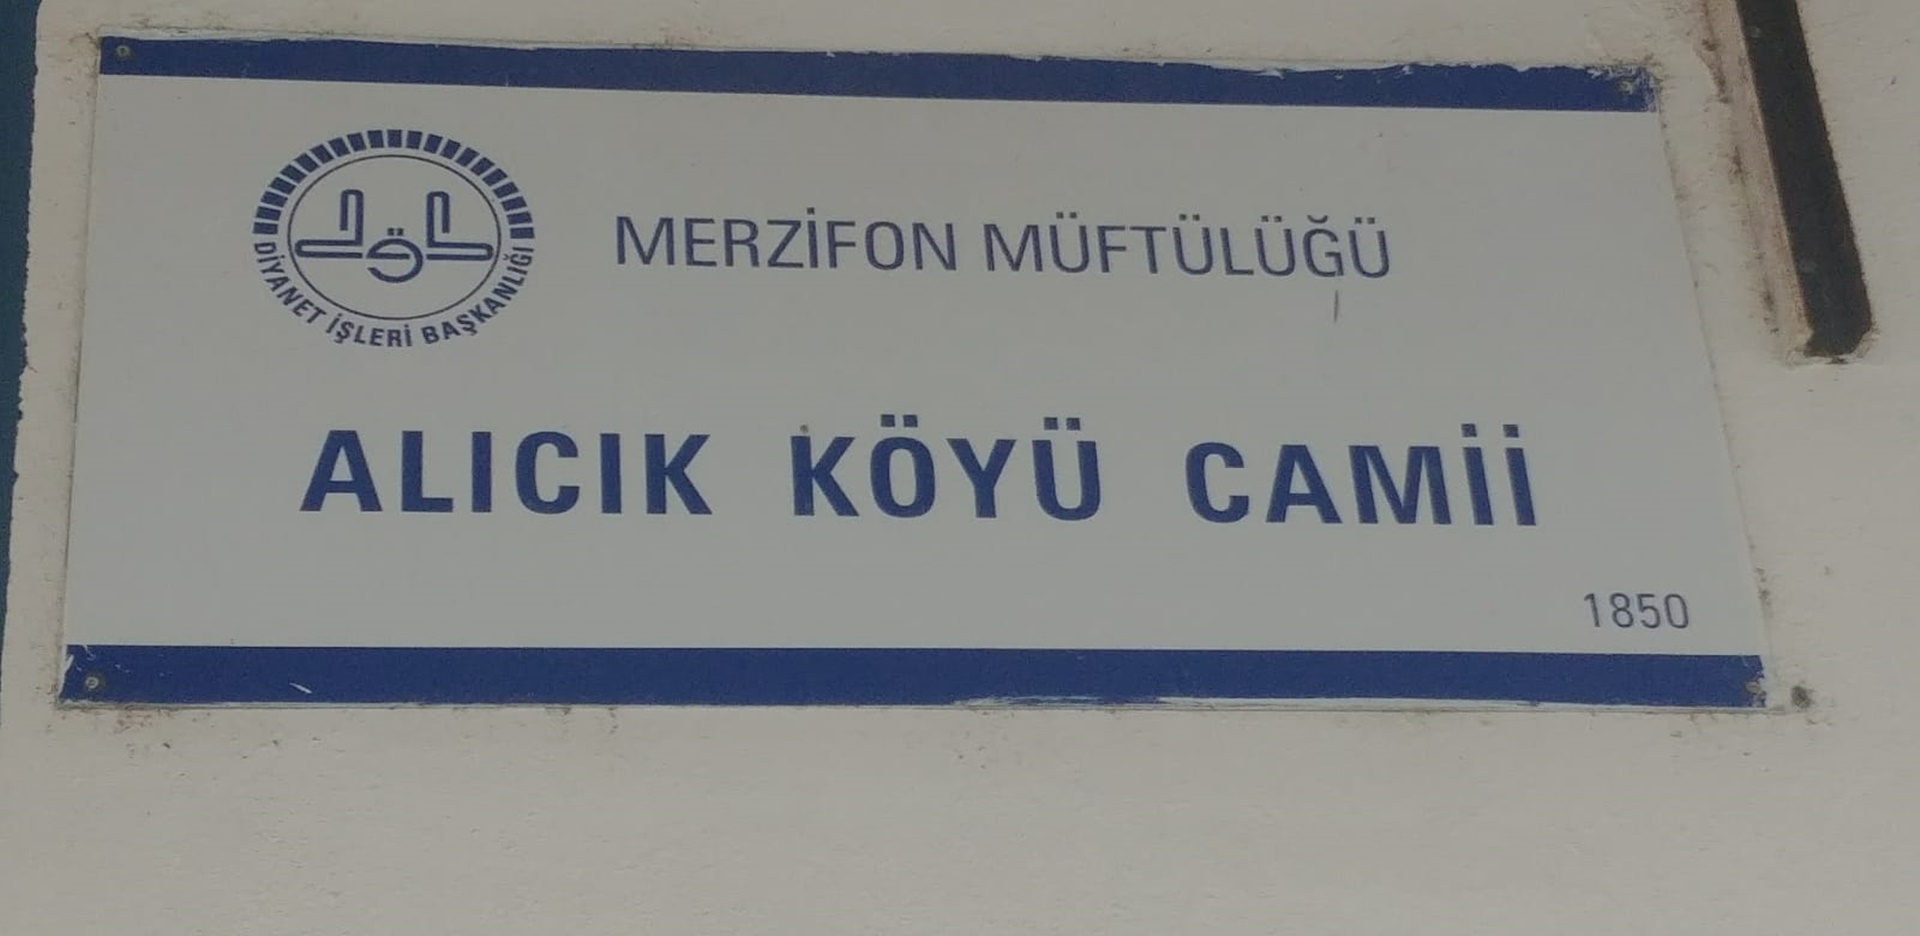 DİYANET İŞLERİ BAŞKANLIĞI
MERZİFON MÜFTÜLÜĞÜ
ALICIK KÖYÜ CAMİİ
1850